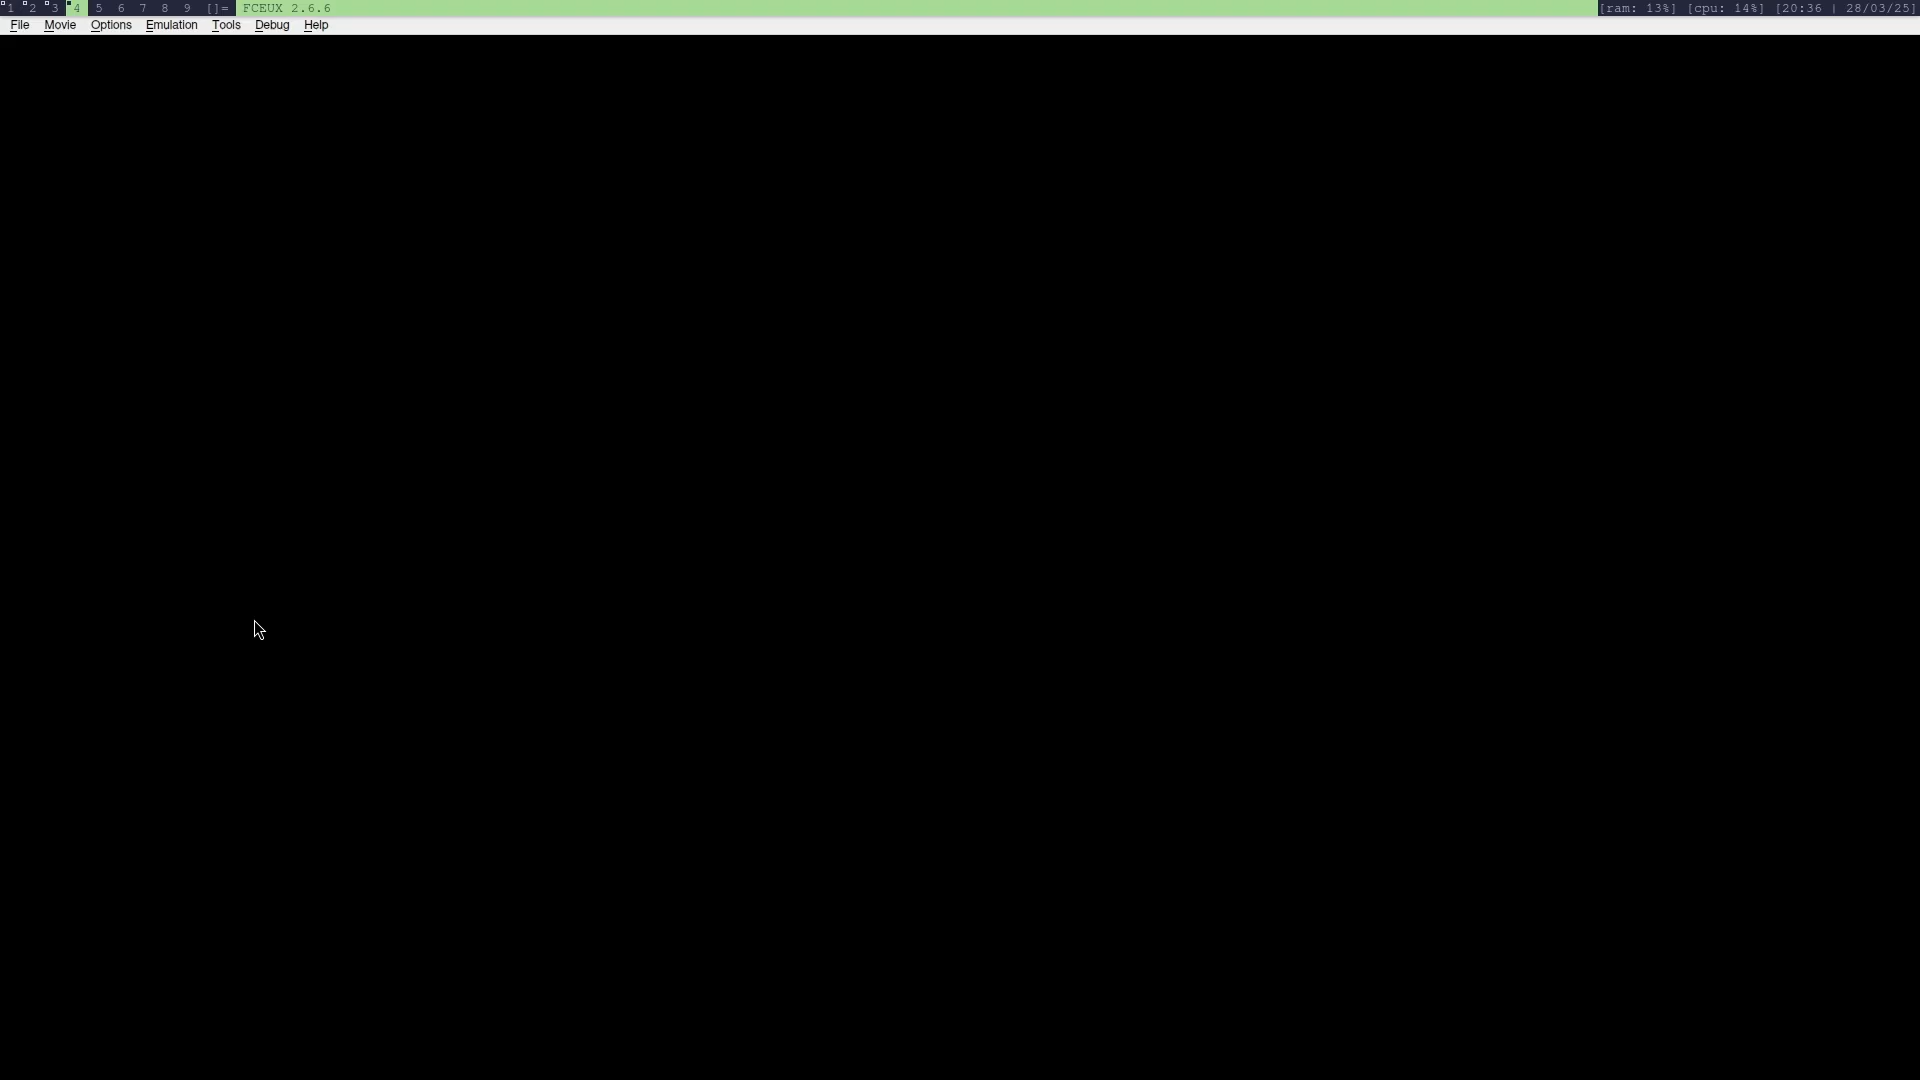 1 2 3 4 5 6 7 8 9 []= FCEUX 2.6.6 [ram: 13%] [cpu: 14%] [20:36 | 28/03/25]
File Movie Options Emulation Tools Debug Help